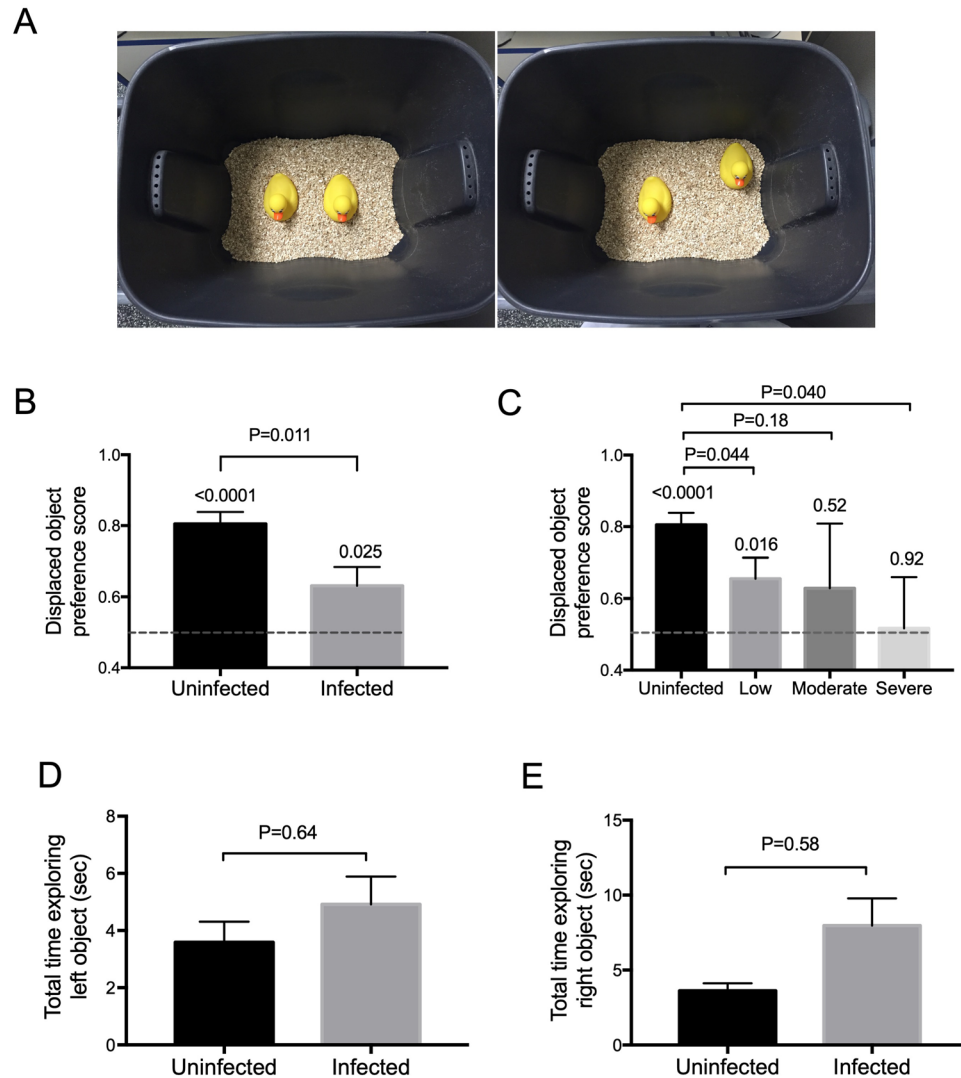 A
B
P=0.011
Displaced object
preference score
1.0
0.8
0.6
0.4
<0.0001
0.025
Uninfected
Infected
C
P=0.040
P=0.18
P=0.044
Displaced object
preference score
1.0
0.8
0.6
0.4
<0.0001
0.016
0.52
0.92
Uninfected
Low
Moderate
Severe
D
Total time exploring
left object (sec)
8
6
4
2
0
P=0.64
Uninfected
Infected
E
Total time exploring
right object (sec)
15
10
5
0
P=0.58
Uninfected
Infected